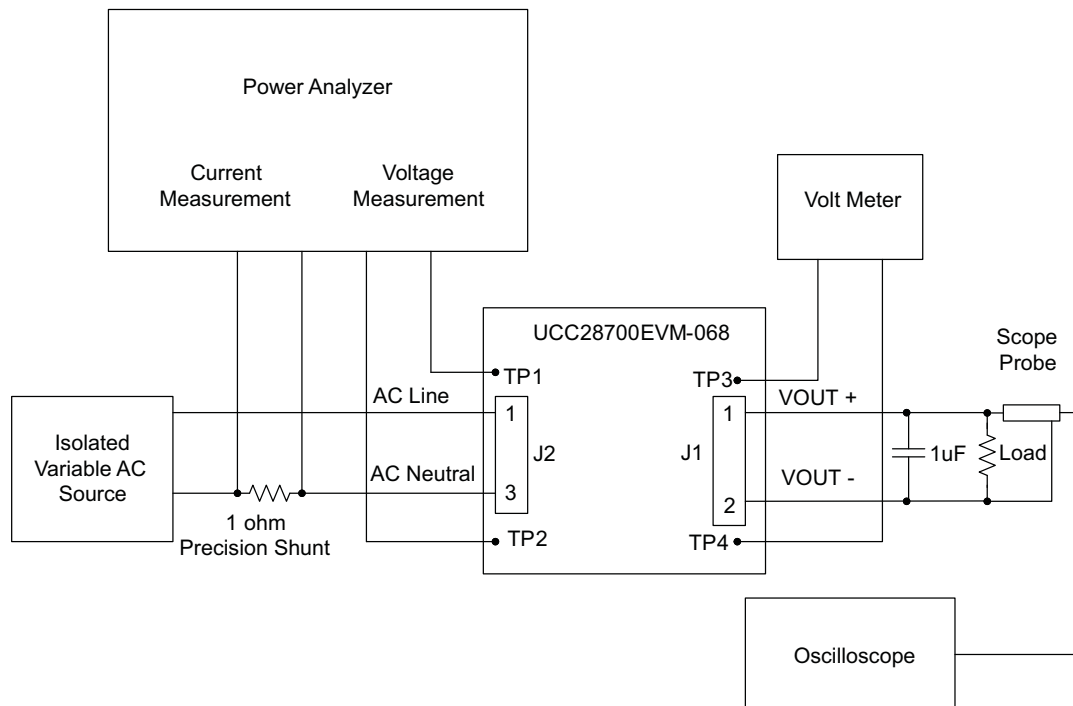 Power Analyzer
Current
Measurement
Voltage
Measurement
Volt Meter
UCC28700EVM-068
Scope
Probe
TP1
TP3
AC Line
VOUT +
1
1
Isolated
Variable AC
Source
J2
J1
1uF
Load
AC Neutral
VOUT -
3
2
1 ohm
Precision Shunt
TP2
TP4
Oscilloscope